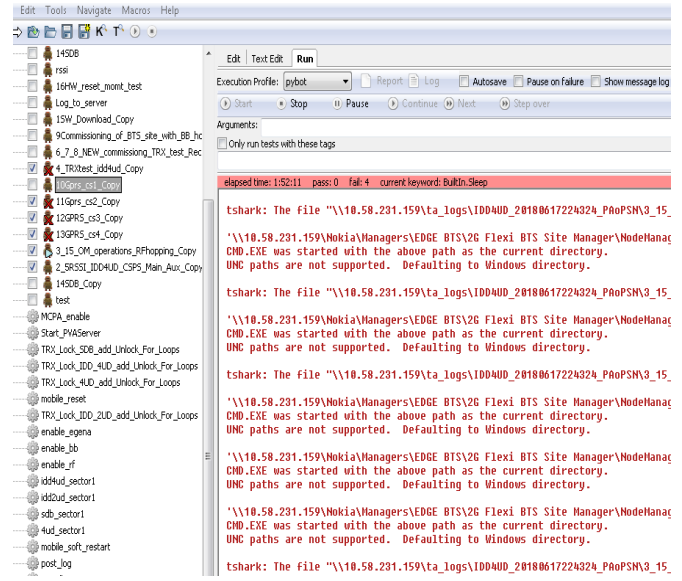 Edit Tools Navigate Macros Help
14SDB
rssi
16HW_reset_momt_test
Log_to_server
15W_Download_Copy
9Commissioning_of_BTS_site_with_BB_hc
6_7_8_NEW_commissiong_TRX_test_Rec
4_TRXtest_idd4ud_Copy
10Gprs_cs1_Copy
11Gprs_cs2_Copy
12GPRS_cs3_Copy
13GPRS_cs4_Copy
3_15_OM_operations_RFhopping_Copy
2_5RSSI_IDD4UD_CSPS_Main_Aux_Copy
14SDB_Copy
test
MCPA_enable
Start_PVAServer
TRX_Lock_SDB_add_Unlock_For_Loops
TRX_Lock_IDD_4UD_add_Unlock_For_Loops
TRX_Lock_4UD_add_Unlock_For_Loops
mobile_reset
TRX_Lock_IDD_2UD_add_Unlock_For_Loops
enable_egena
enable_bb
enable_rf
idd4ud_sector1
idd2ud_sector1
sdb_sector1
4ud_sector1
mobile_soft_restart
post_log
Edit Text Edit Run
Execution Profile: pybot Report Log Autosave Pause on failure Show message log
Start Stop Pause Continue Next Step over
Arguments:
Only run tests with these tags
elapsed time: 1:52:11 pass: 0 fail: 4 current keyword: BuiltIn.Sleep
tshark: The file "\\10.58.231.159\ta_logs\IDD4UD_20180617224324_PAoPSN\3_15_
'\\10.58.231.159\Nokia\Managers\EDGE BTS\2G Flexi BTS Site Manager\NodeManag
CMD.EXE was started with the above path as the current directory.
UNC paths are not supported. Defaulting to Windows directory.
tshark: The file "\\10.58.231.159\ta_logs\IDD4UD_20180617224324_PAoPSN\3_15_
'\\10.58.231.159\Nokia\Managers\EDGE BTS\2G Flexi BTS Site Manager\NodeManag
CMD.EXE was started with the above path as the current directory.
UNC paths are not supported. Defaulting to Windows directory.
tshark: The file "\\10.58.231.159\ta_logs\IDD4UD_20180617224324_PAoPSN\3_15_
'\\10.58.231.159\Nokia\Managers\EDGE BTS\2G Flexi BTS Site Manager\NodeManag
CMD.EXE was started with the above path as the current directory.
UNC paths are not supported. Defaulting to Windows directory.
'\\10.58.231.159\Nokia\Managers\EDGE BTS\2G Flexi BTS Site Manager\NodeManag
CMD.EXE was started with the above path as the current directory.
UNC paths are not supported. Defaulting to Windows directory.
'\\10.58.231.159\Nokia\Managers\EDGE BTS\2G Flexi BTS Site Manager\NodeManag
CMD.EXE was started with the above path as the current directory.
UNC paths are not supported. Defaulting to Windows directory.
tshark: The file "\\10.58.231.159\ta_logs\IDD4UD_20180617224324_PAoPSN\3_15_